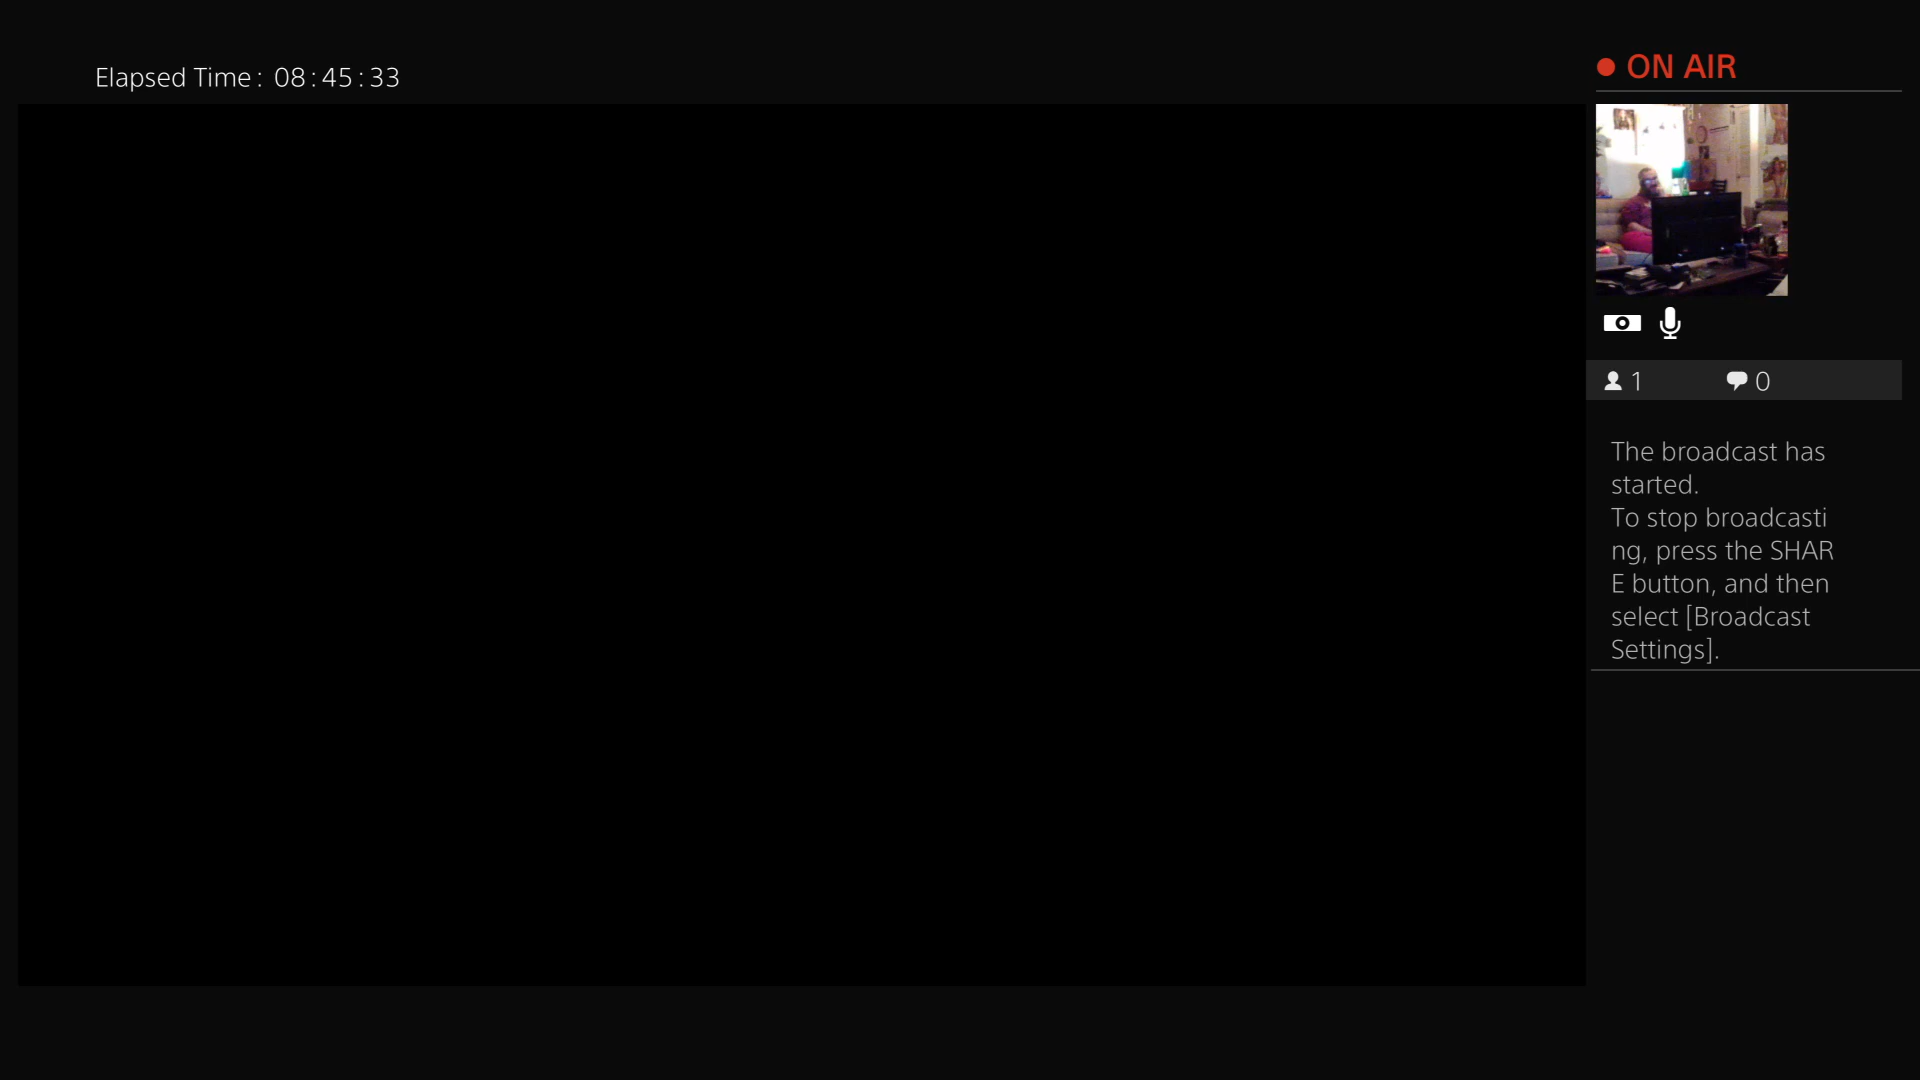 Elapsed Time : 08 : 45 : 33
ON AIR
1
0
The broadcast has
started.
To stop broadcasti
ng, press the SHAR
E button, and then
select [Broadcast
Settings].